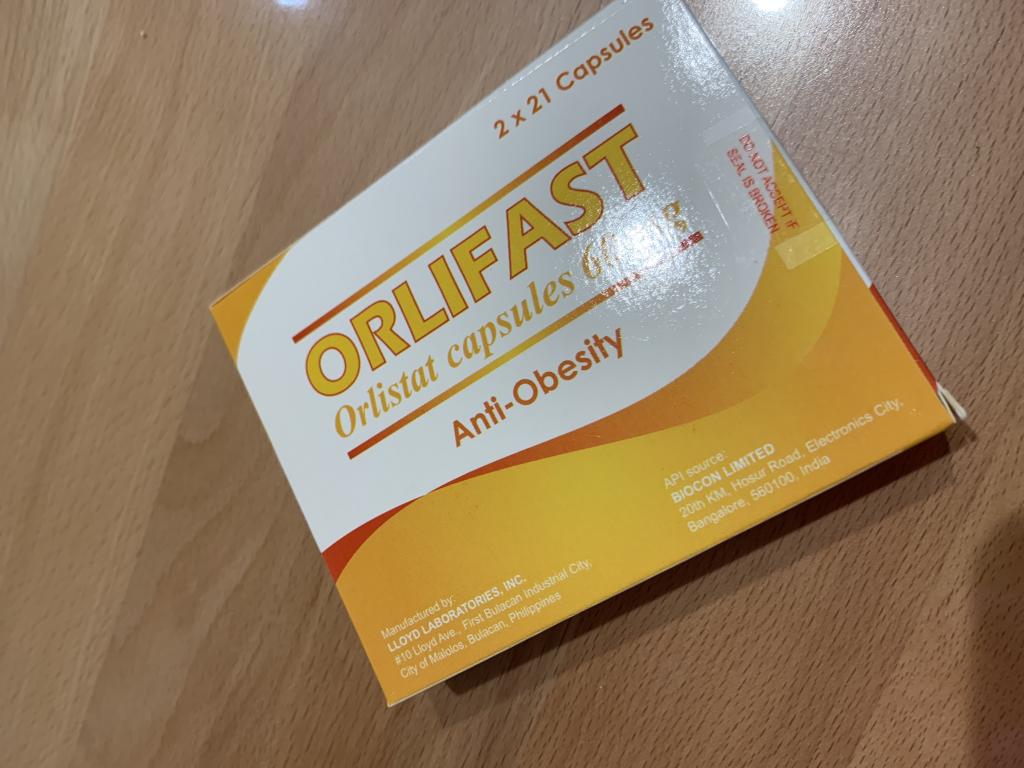 2 x 21 Capsules
ORLIFAST
Orlistat capsules
Anti-Obesity
DO NOT ACCEPT IF
SEAL IS BROKEN
API source:
BIOCON LIMITED
20th KM. Hosur Road, Electronics City,
Bangalore, 560100, India
Manufactured by:
LLOYD LABORATORIES, INC.
#10 Lloyd Ave., First Bulacan Industrial City,
City of Malolos, Bulacan, Philippines